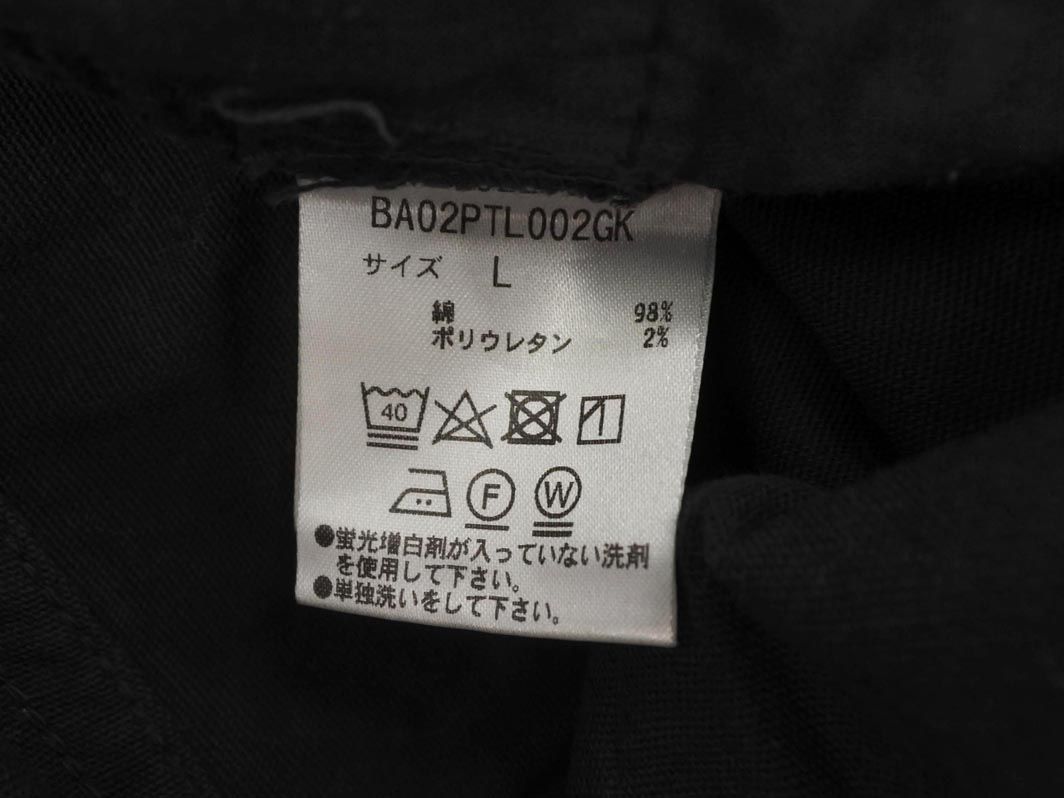 BA02PTL002GK
サイズ L
綿 98%
ポリウレタン 2%
40
F W
●蛍光増白剤が入っていない洗剤
を使用して下さい。
●単独洗いをして下さい。